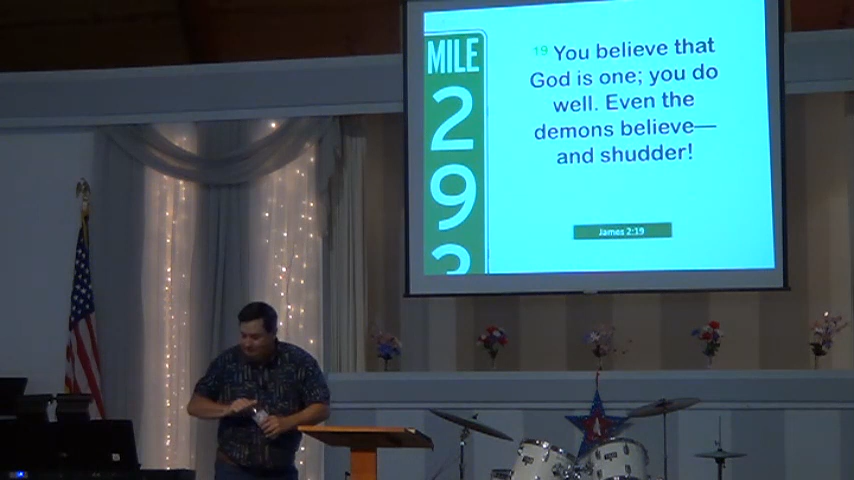 MILE
2
9
19 You believe that
God is one; you do
well. Even the
demons believe—
and shudder!
James 2:19